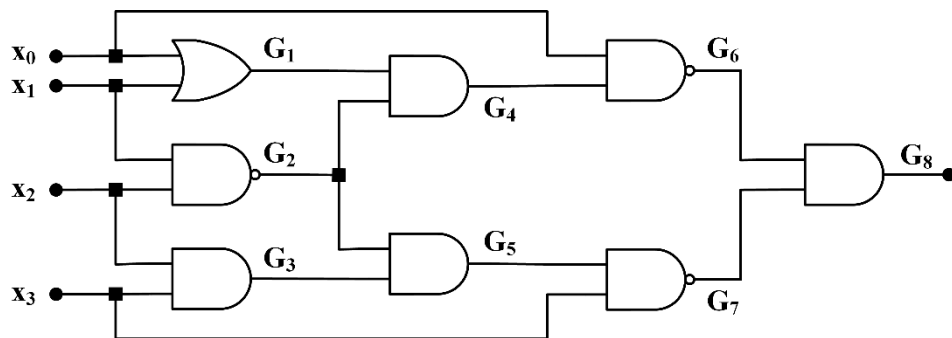 x₀
x₁
x₂
x₃
G₁
G₂
G₃
G₄
G₅
G₆
G₇
G₈